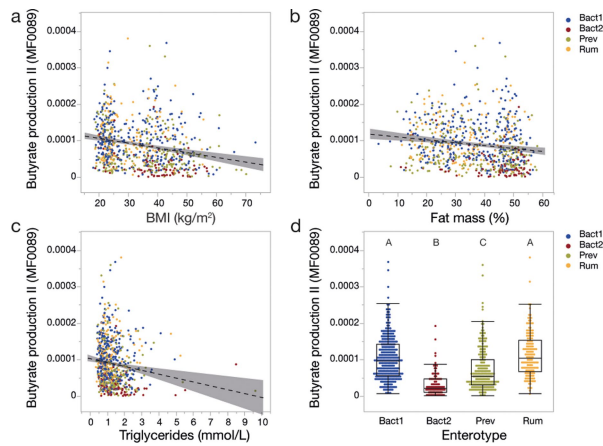 a
Butyrate production II (MF0089)
0.0004
0.0003
0.0002
0.0001
0
20 30 40 50 60 70
BMI (kg/m²)
b
Butyrate production II (MF0089)
0.0004
0.0003
0.0002
0.0001
0
0 10 20 30 40 50 60
Fat mass (%)
Bact1
Bact2
Prev
Rum
c
Butyrate production II (MF0089)
0.0004
0.0003
0.0002
0.0001
0
0 1 2 3 4 5 6 7 8 9 10
Triglycerides (mmol/L)
d
Butyrate production II (MF0089)
0.0004
0.0003
0.0002
0.0001
0
A B C A
Bact1 Bact2 Prev Rum
Enterotype
Bact1
Bact2
Prev
Rum